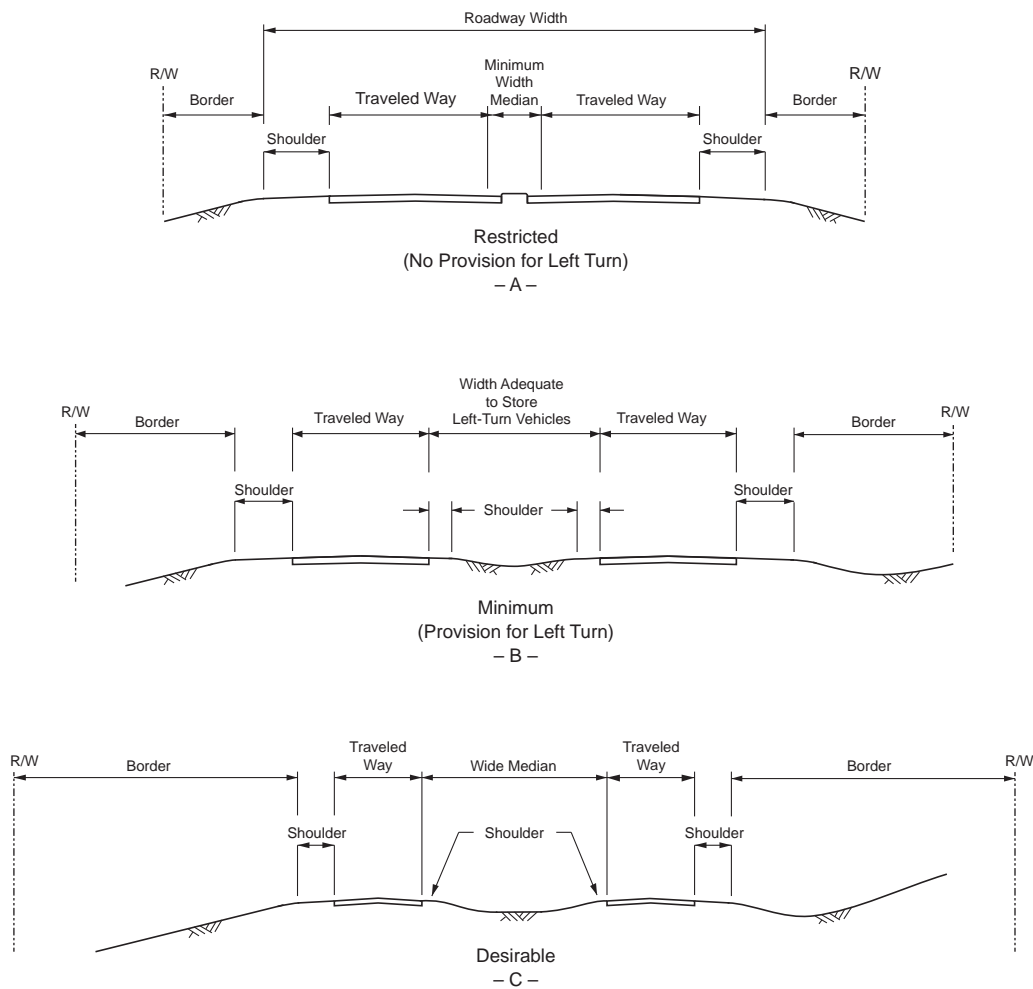 Roadway Width
R/W
Border
Traveled Way
Minimum
Width
Median
Traveled Way
Border
R/W
Shoulder
Shoulder
Restricted
(No Provision for Left Turn)
– A –
R/W
Border
Traveled Way
Width Adequate
to Store
Left-Turn Vehicles
Traveled Way
Border
R/W
Shoulder
Shoulder
Shoulder
Minimum
(Provision for Left Turn)
– B –
R/W
Border
Traveled
Way
Wide Median
Traveled
Way
Border
R/W
Shoulder
Shoulder
Shoulder
Desirable
– C –